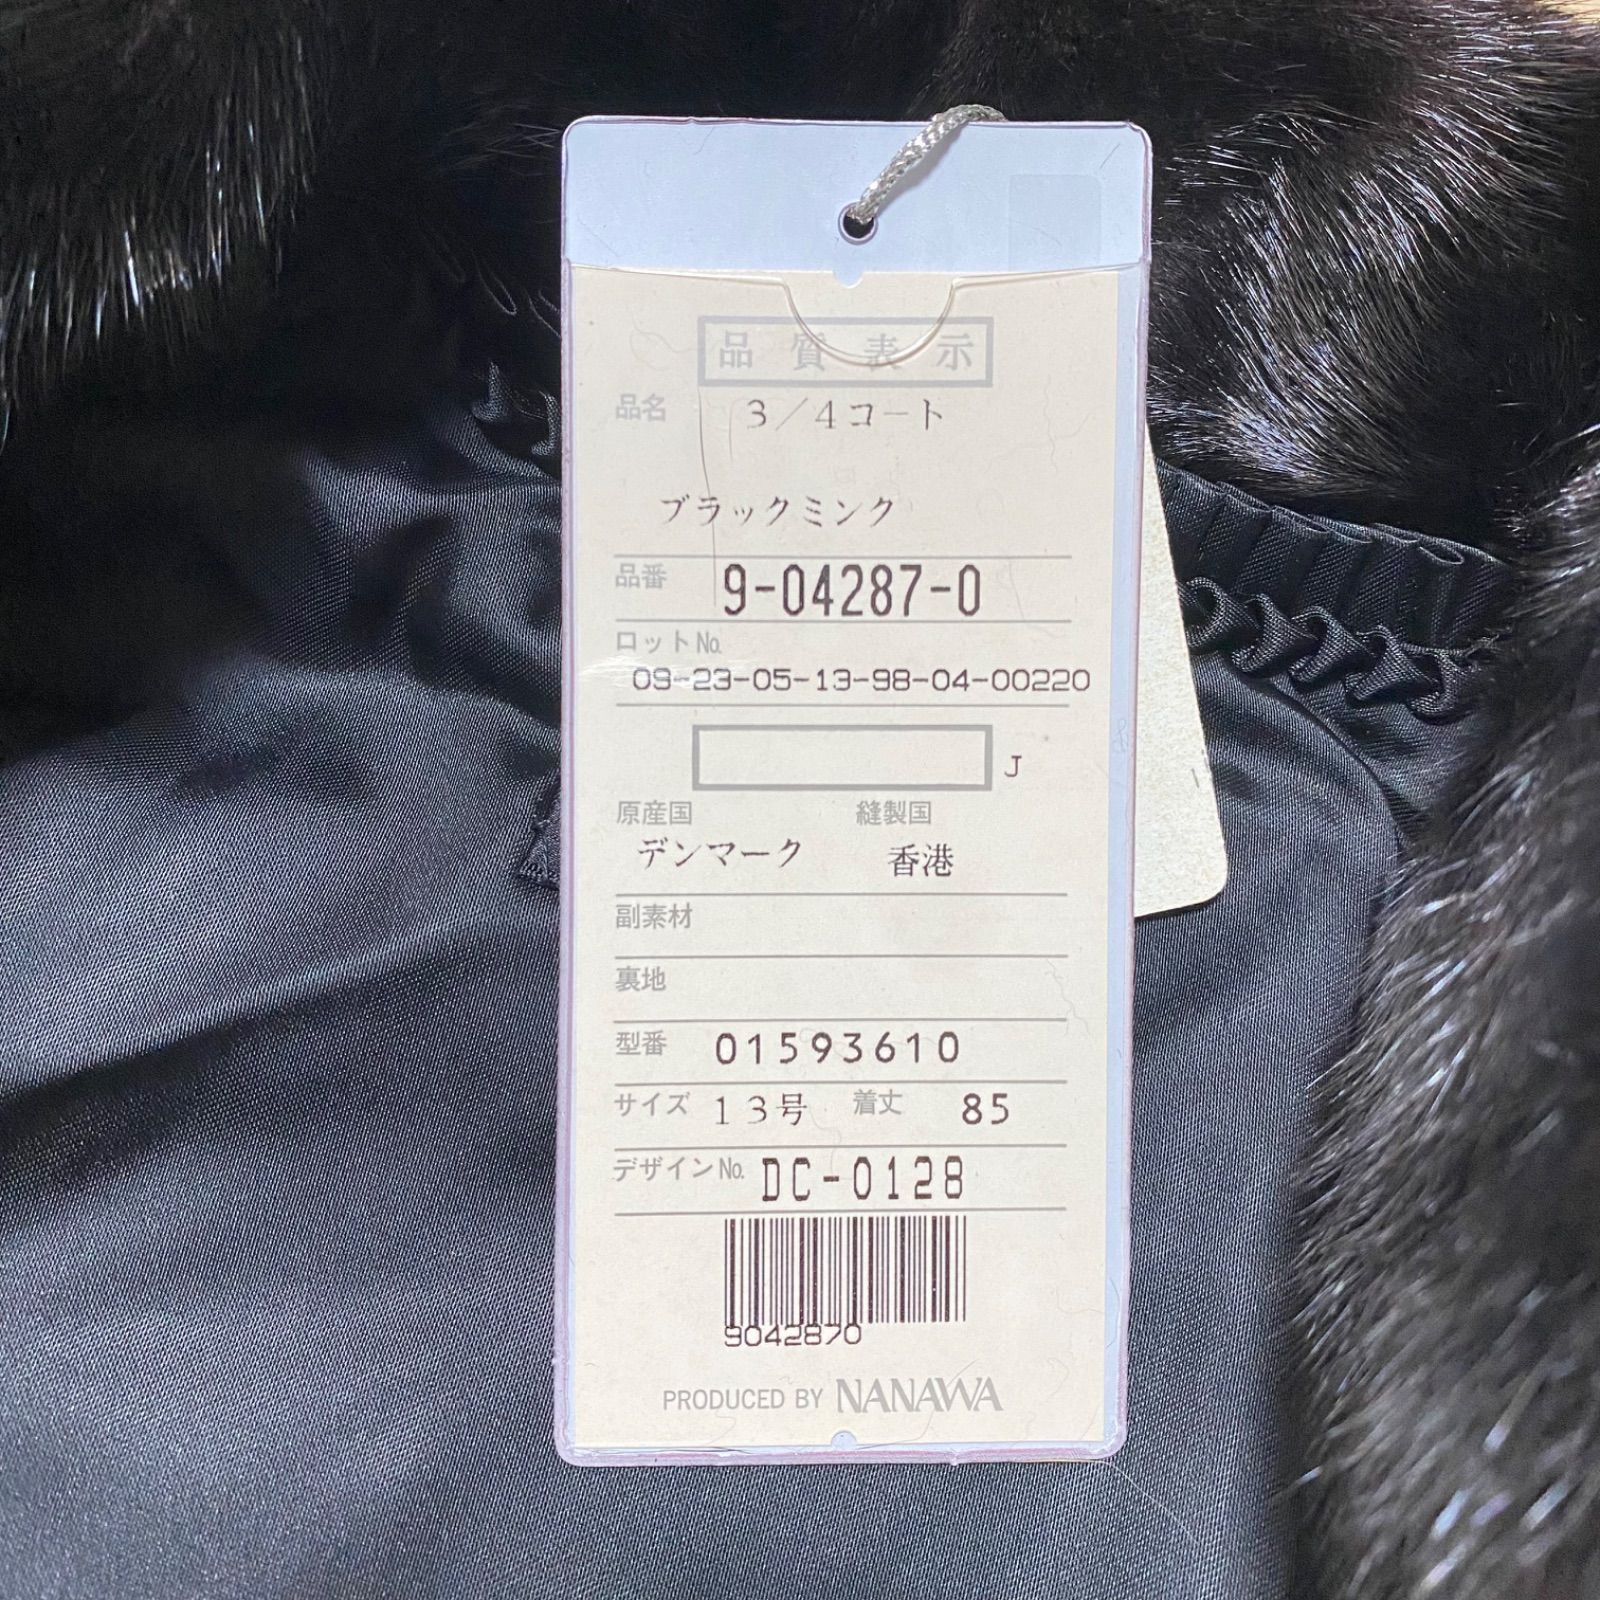 品質表示
品名 3/4コート
ブラックミンク
品番 9-04287-0
ロットNo.
09-23-05-13-98-04-00220
J
原産国 縫製国
デンマーク 香港
副素材
裏地
型番 01593610
サイズ 13号 着丈 85
デザインNo. DC-0128
9042870
PRODUCED BY NANAWA